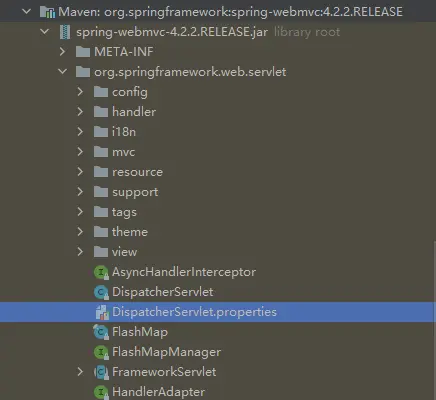 Maven: org.springframework:spring-webmvc:4.2.2.RELEASE
spring-webmvc-4.2.2.RELEASE.jar library root
META-INF
org.springframework.web.servlet
config
handler
i18n
mvc
resource
support
tags
theme
view
AsyncHandlerInterceptor
DispatcherServlet
DispatcherServlet.properties
FlashMap
FlashMapManager
FrameworkServlet
HandlerAdapter